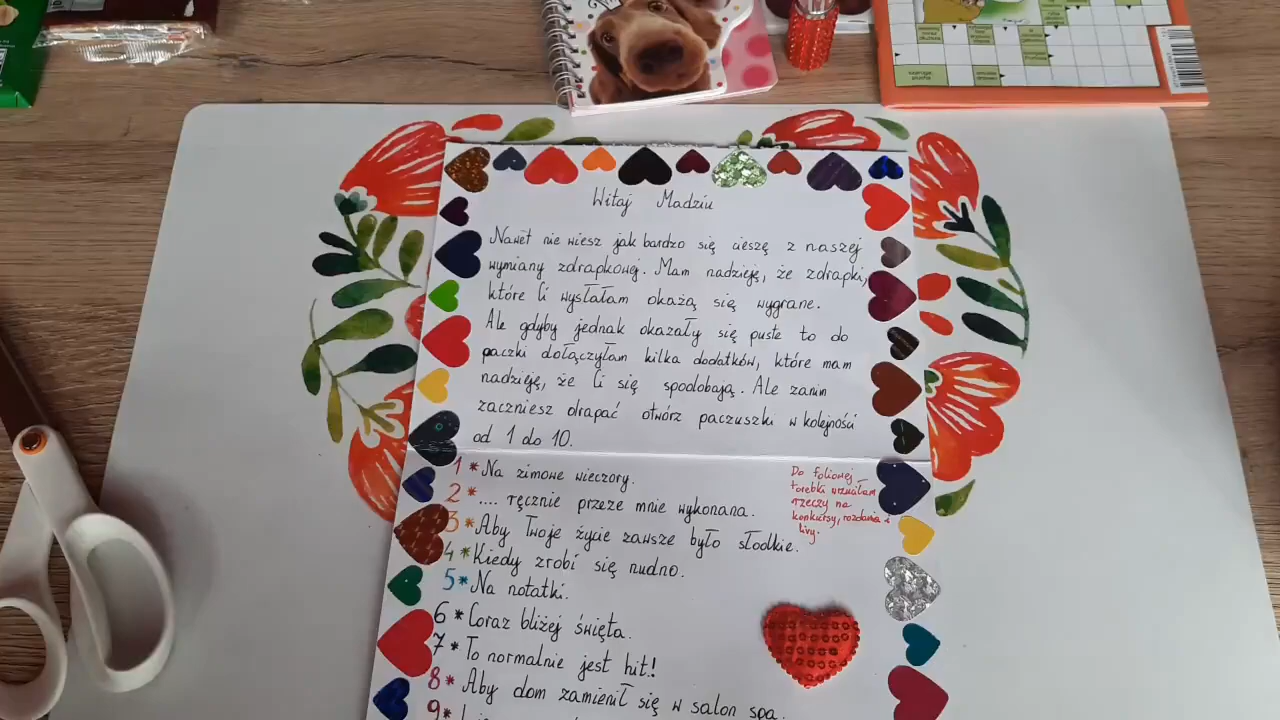 Witaj Madziu
Nawet nie wiesz jak bardzo się cieszę z naszej
wymiany zdrapkowej. Mam nadzieję, że zdrapki,
które Ci wysłałam okażą się wygrane.
Ale gdyby jednak okazały się puste to do
paczki dołączyłam kilka dodatków, które mam
nadzieję, że Ci się spodobają. Ale zanim
zaczniesz drapać otwórz paczuszki w kolejności
od 1 do 10.
1 * Na zimowe wieczory.
2 * .... ręcznie przeze mnie wykonana.
3 * Aby Twoje życie zawsze było słodkie.
4 * Kiedy zrobi się nudno.
5 * Na notatki.
6 * Coraz bliżej święta.
7 * To normalnie jest hit!
8 * Aby dom zamienił się w salon spa.
9 *
Do foliowej
torebki wrzuciłam
rzeczy na
konkursy, rozdania i
livy.